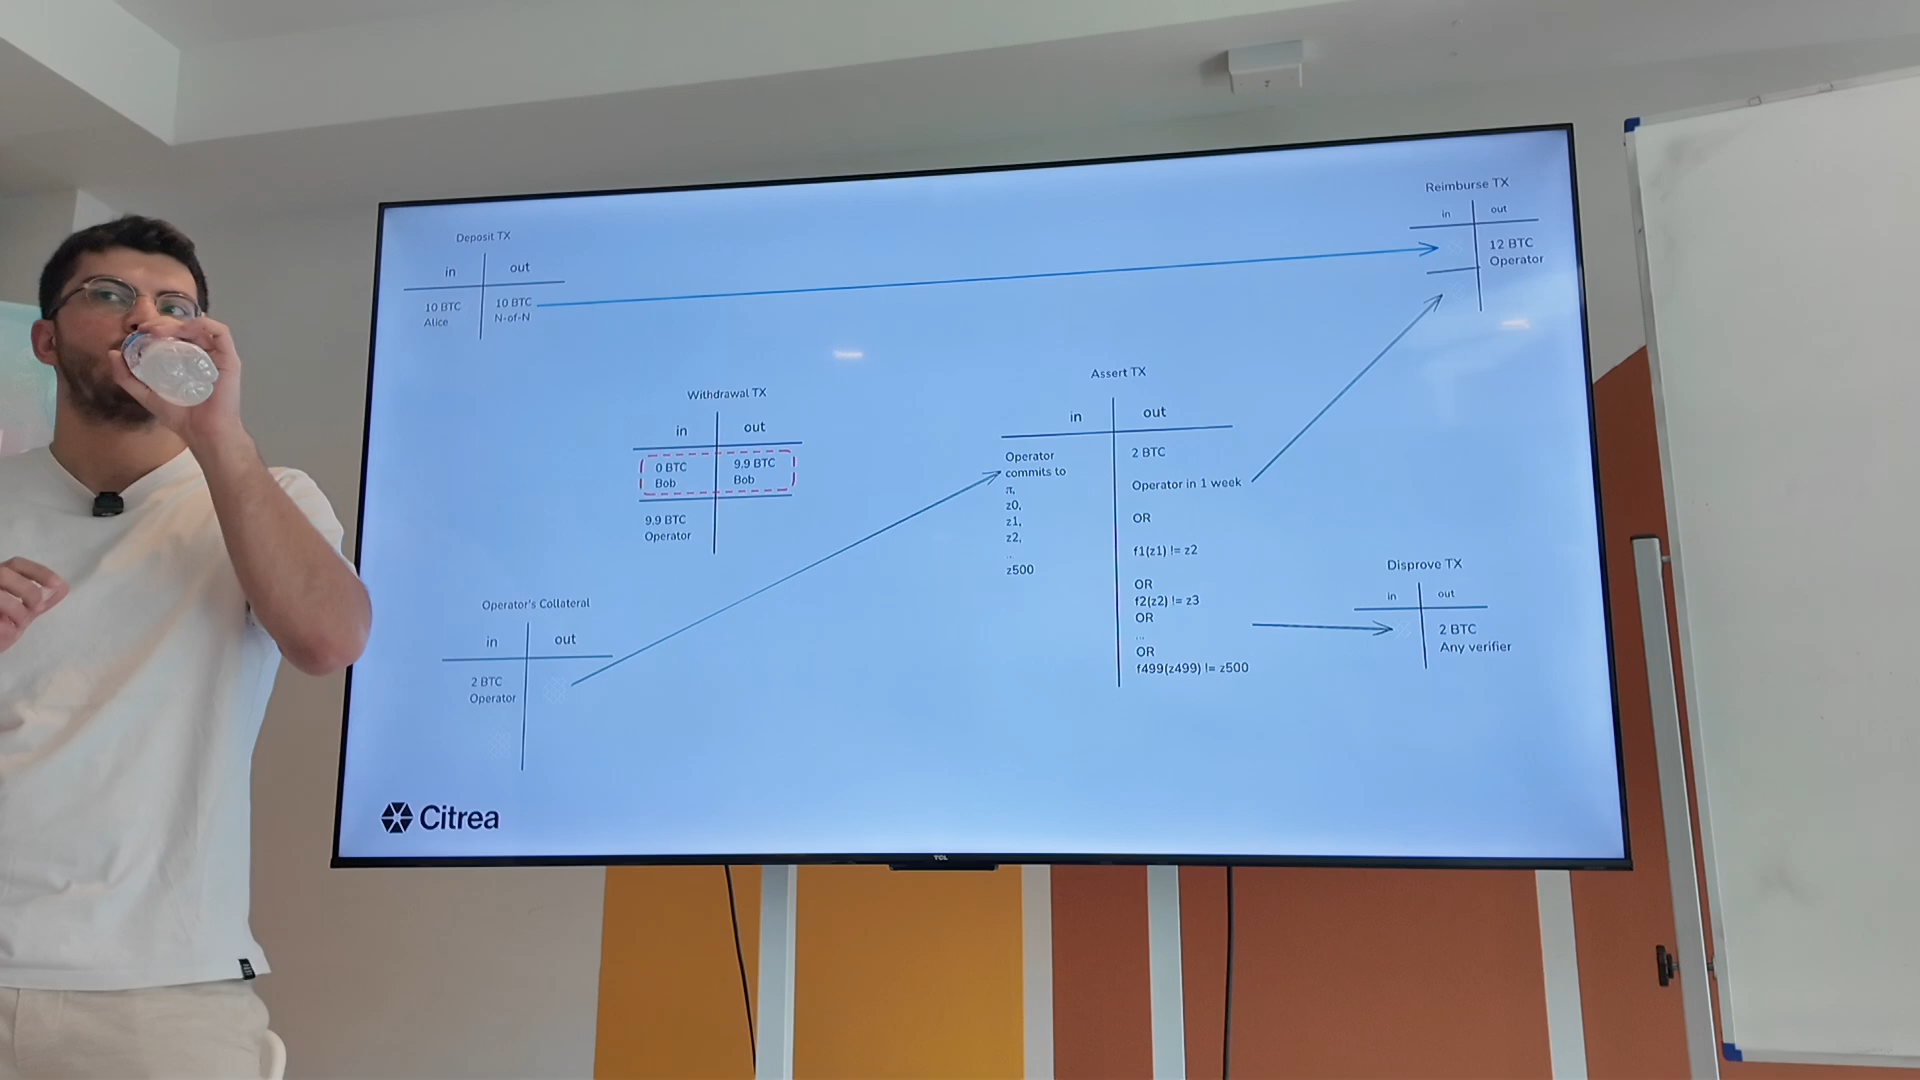 Deposit TX
in
out
10 BTC
Alice
10 BTC
N-of-N
Reimburse TX
in
out
12 BTC
Operator
Withdrawal TX
in
out
0 BTC
Bob
9.9 BTC
Bob
9.9 BTC
Operator
Assert TX
in
out
Operator
commits to
π,
z0,
z1,
z2,
..
z500
2 BTC
Operator in 1 week
OR
f1(z1) != z2
OR
f2(z2) != z3
OR
...
OR
f499(z499) != z500
Operator's Collateral
in
out
2 BTC
Operator
Disprove TX
in
out
2 BTC
Any verifier
Citrea
TCL